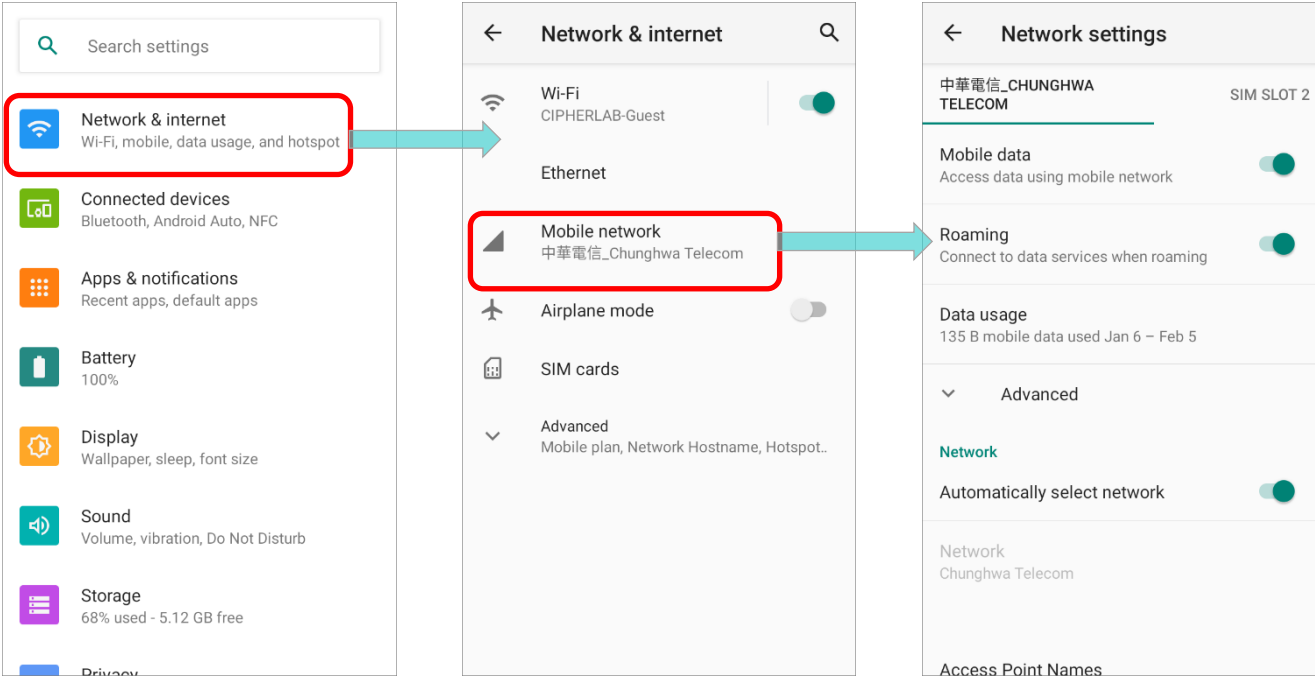 Search settings
Network & internet
Wi-Fi, mobile, data usage, and hotspot
Connected devices
Bluetooth, Android Auto, NFC
Apps & notifications
Recent apps, default apps
Battery
100%
Display
Wallpaper, sleep, font size
Sound
Volume, vibration, Do Not Disturb
Storage
68% used - 5.12 GB free
Privacy
Network & internet
Wi-Fi
CIPHERLAB-Guest
Ethernet
Mobile network
中華電信_Chunghwa Telecom
Airplane mode
SIM cards
Advanced
Mobile plan, Network Hostname, Hotspot..
Network settings
中華電信_CHUNGHWA
TELECOM
SIM SLOT 2
Mobile data
Access data using mobile network
Roaming
Connect to data services when roaming
Data usage
135 B mobile data used Jan 6 – Feb 5
Advanced
Network
Automatically select network
Network
Chunghwa Telecom
Access Point Names